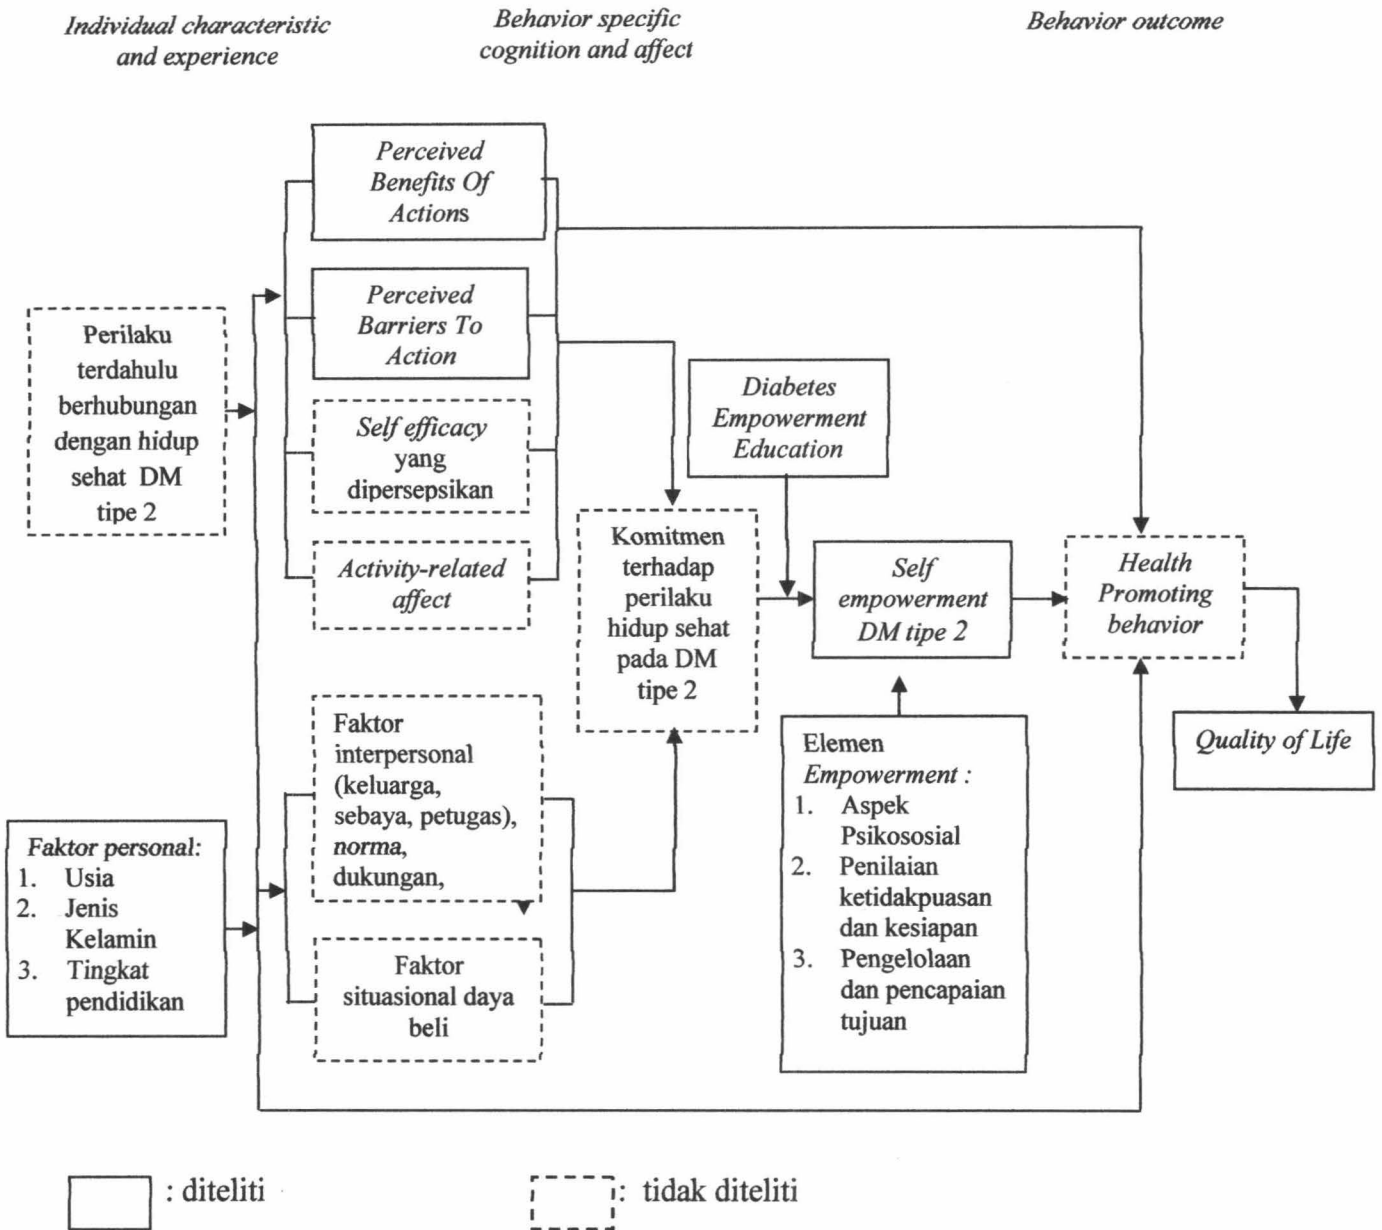 Individual characteristic
and experience
Behavior specific
cognition and affect
Behavior outcome
Perceived
Benefits Of
Actions
Perceived
Barriers To
Action
Perilaku
terdahulu
berhubungan
dengan hidup
sehat DM
tipe 2
Self efficacy
yang
dipersepsikan
Activity-related
affect
Diabetes
Empowerment
Education
Komitmen
terhadap
perilaku
hidup sehat
pada DM
tipe 2
Self
empowerment
DM tipe 2
Health
Promoting
behavior
Quality of Life
Faktor
interpersonal
(keluarga,
sebaya, petugas),
norma,
dukungan,
Faktor personal:
1. Usia
2. Jenis
Kelamin
3. Tingkat
pendidikan
Faktor
situasional daya
beli
Elemen
Empowerment :
1. Aspek
Psikososial
2. Penilaian
ketidakpuasan
dan kesiapan
3. Pengelolaan
dan pencapaian
tujuan
: diteliti
: tidak diteliti